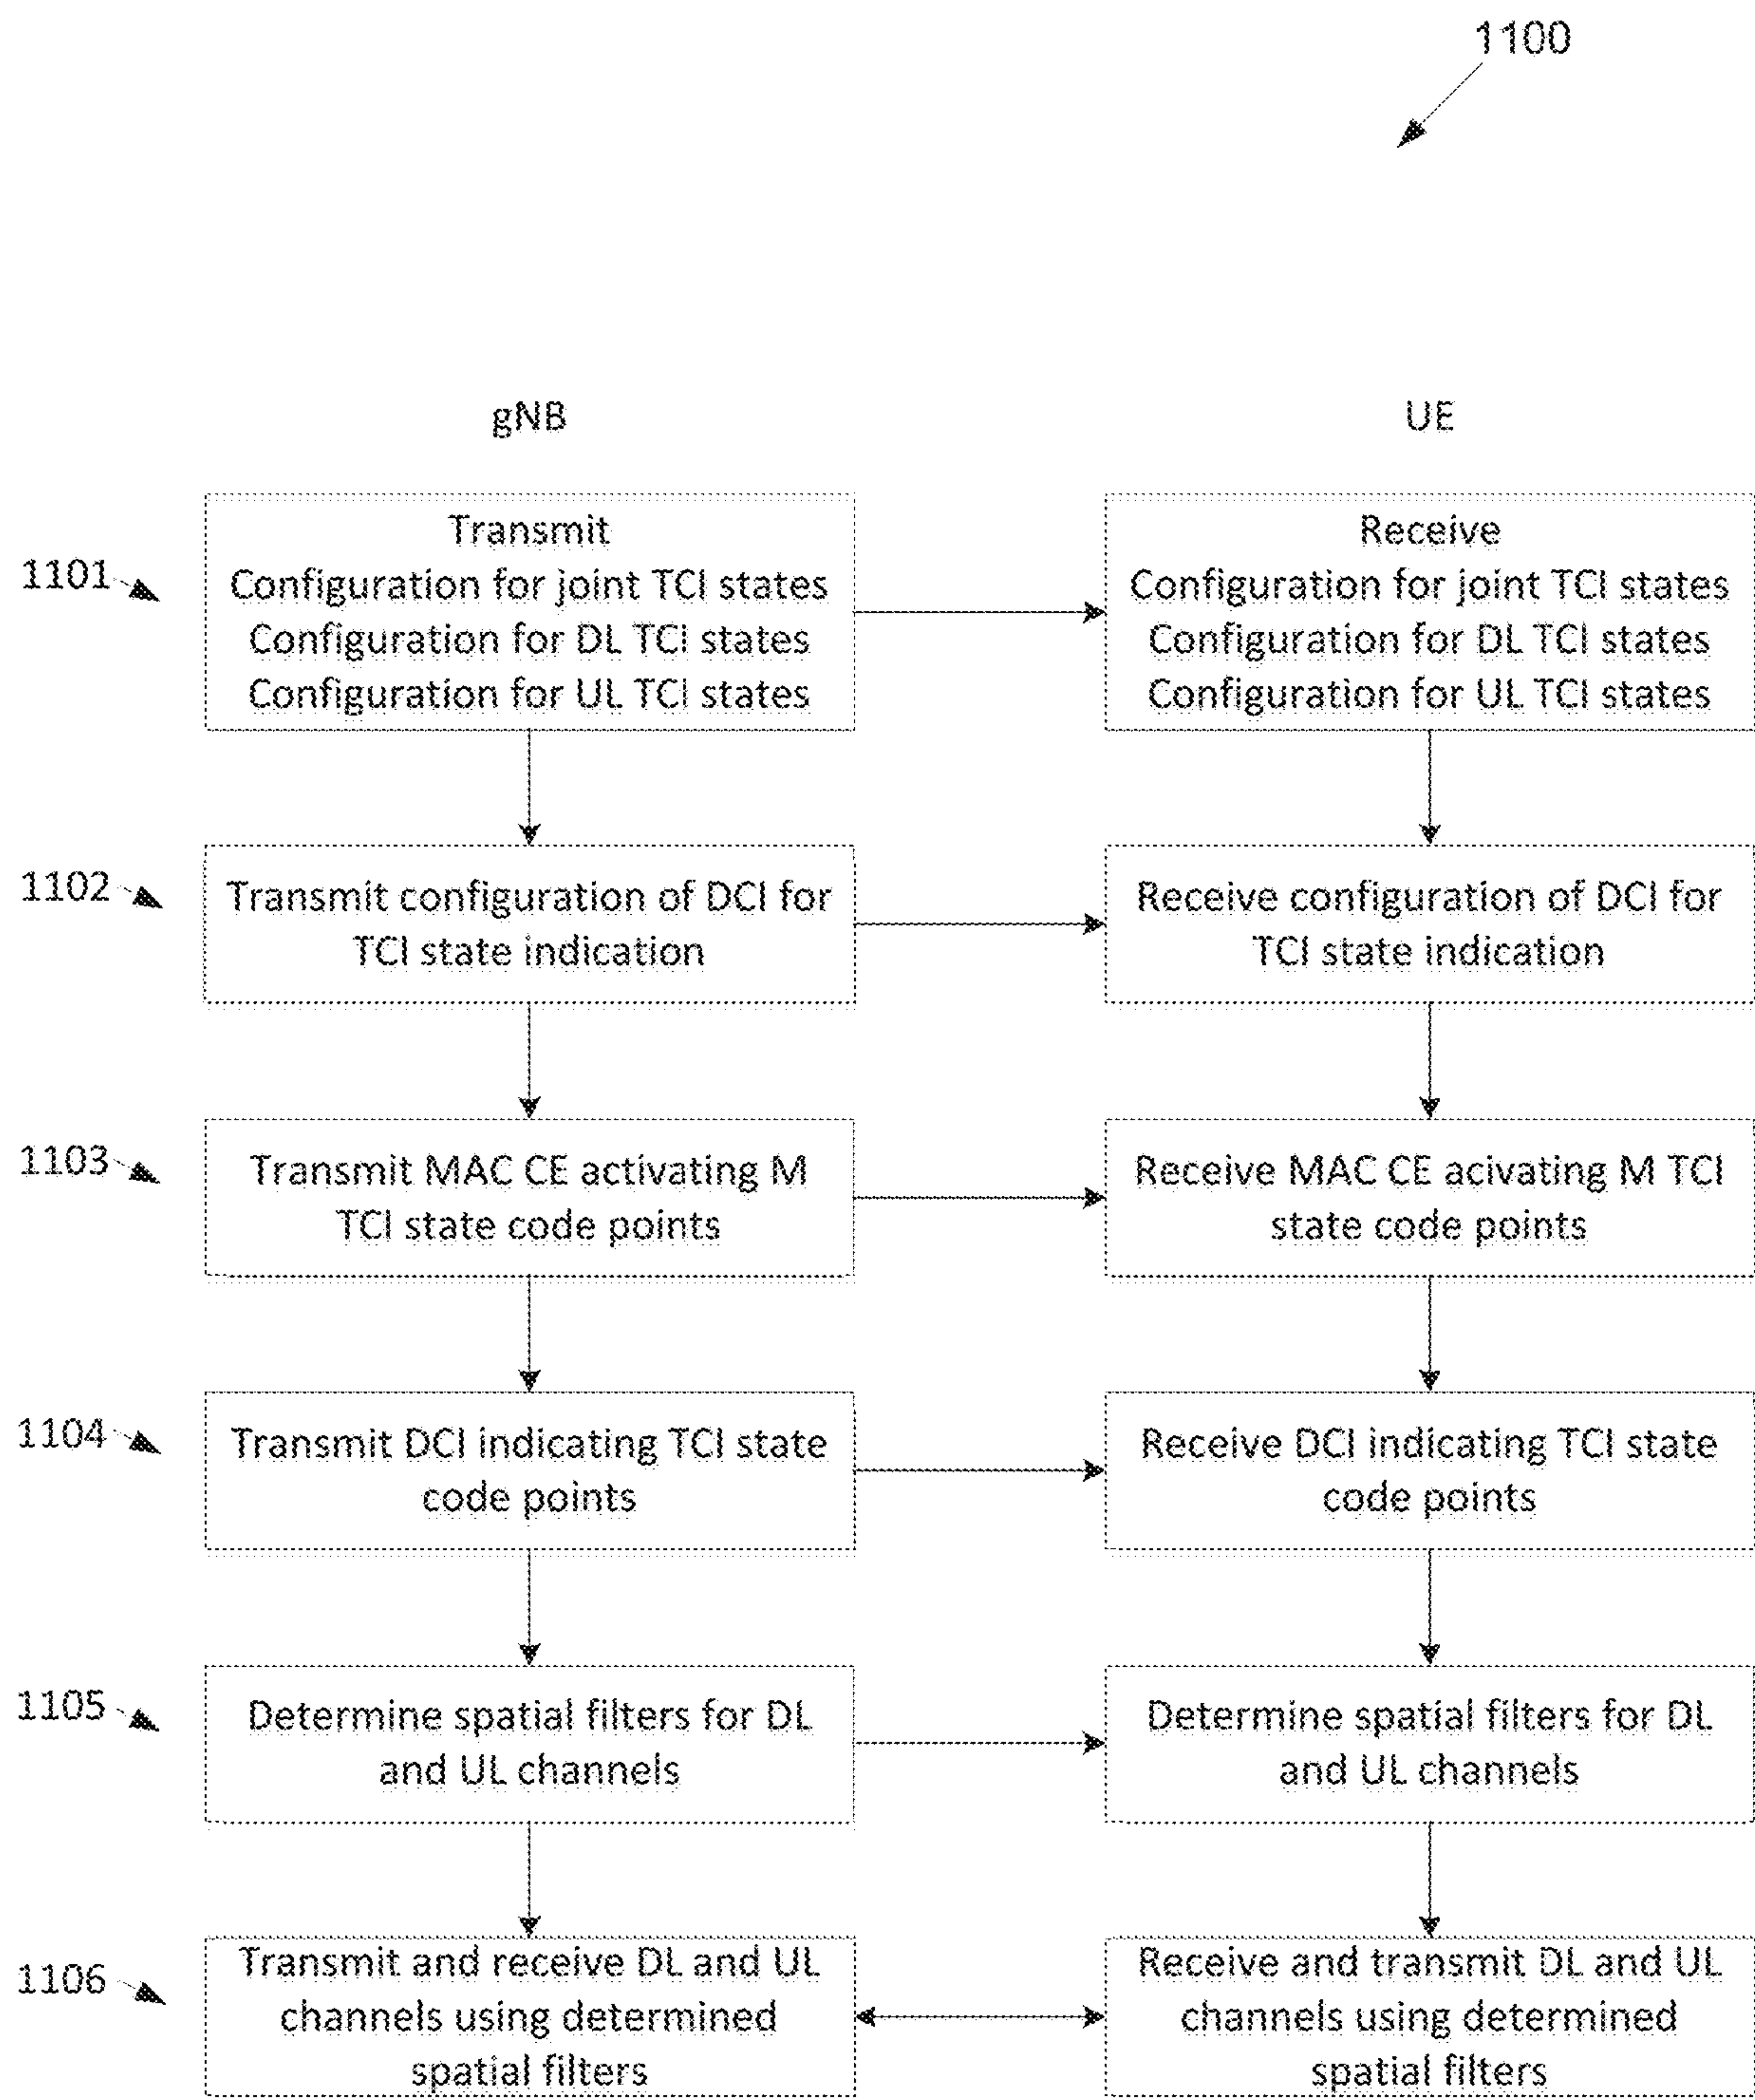 1100
gNB
UE
1101
Transmit
Configuration for joint TCI states
Configuration for DL TCI states
Configuration for UL TCI states
Receive
Configuration for joint TCI states
Configuration for DL TCI states
Configuration for UL TCI states
1102
Transmit configuration of DCI for
TCI state indication
Receive configuration of DCI for
TCI state indication
1103
Transmit MAC CE activating M
TCI state code points
Receive MAC CE acivating M TCI
state code points
1104
Transmit DCI indicating TCI state
code points
Receive DCI indicating TCI state
code points
1105
Determine spatial filters for DL
and UL channels
Determine spatial filters for DL
and UL channels
1106
Transmit and receive DL and UL
channels using determined
spatial filters
Receive and transmit DL and UL
channels using determined
spatial filters